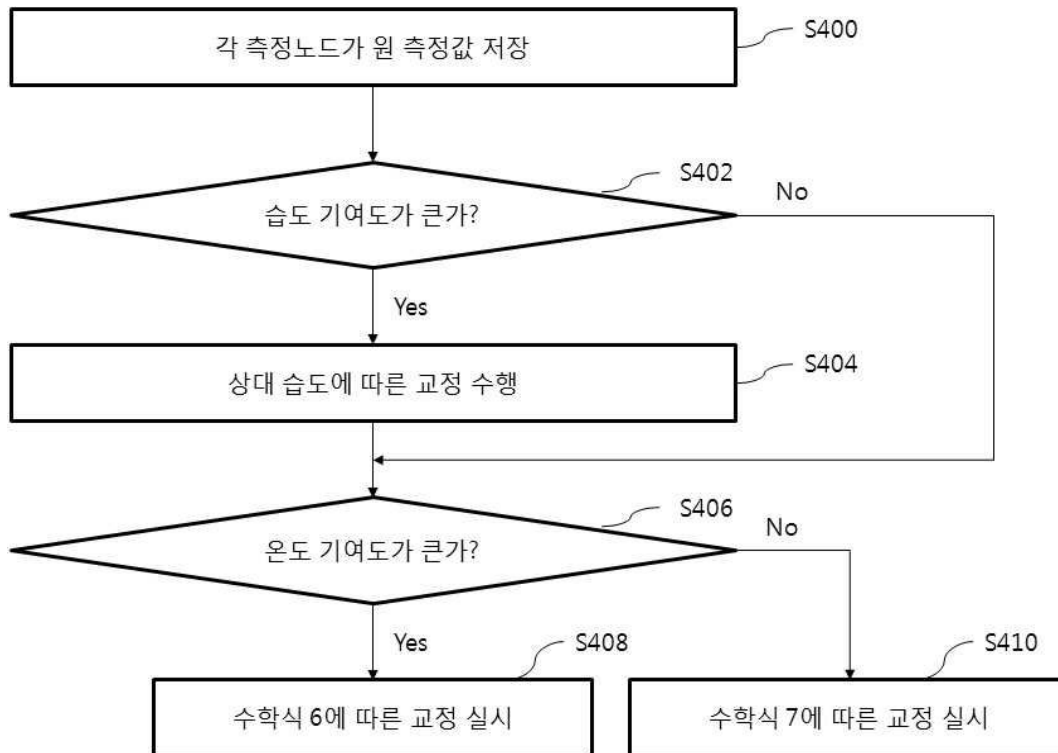 각 측정노드가 원 측정값 저장
S400
S402
No
습도 기여도가 큰가?
Yes
상대 습도에 따른 교정 수행
S404
S406
No
온도 기여도가 큰가?
Yes
S408
S410
수학식 6에 따른 교정 실시
수학식 7에 따른 교정 실시